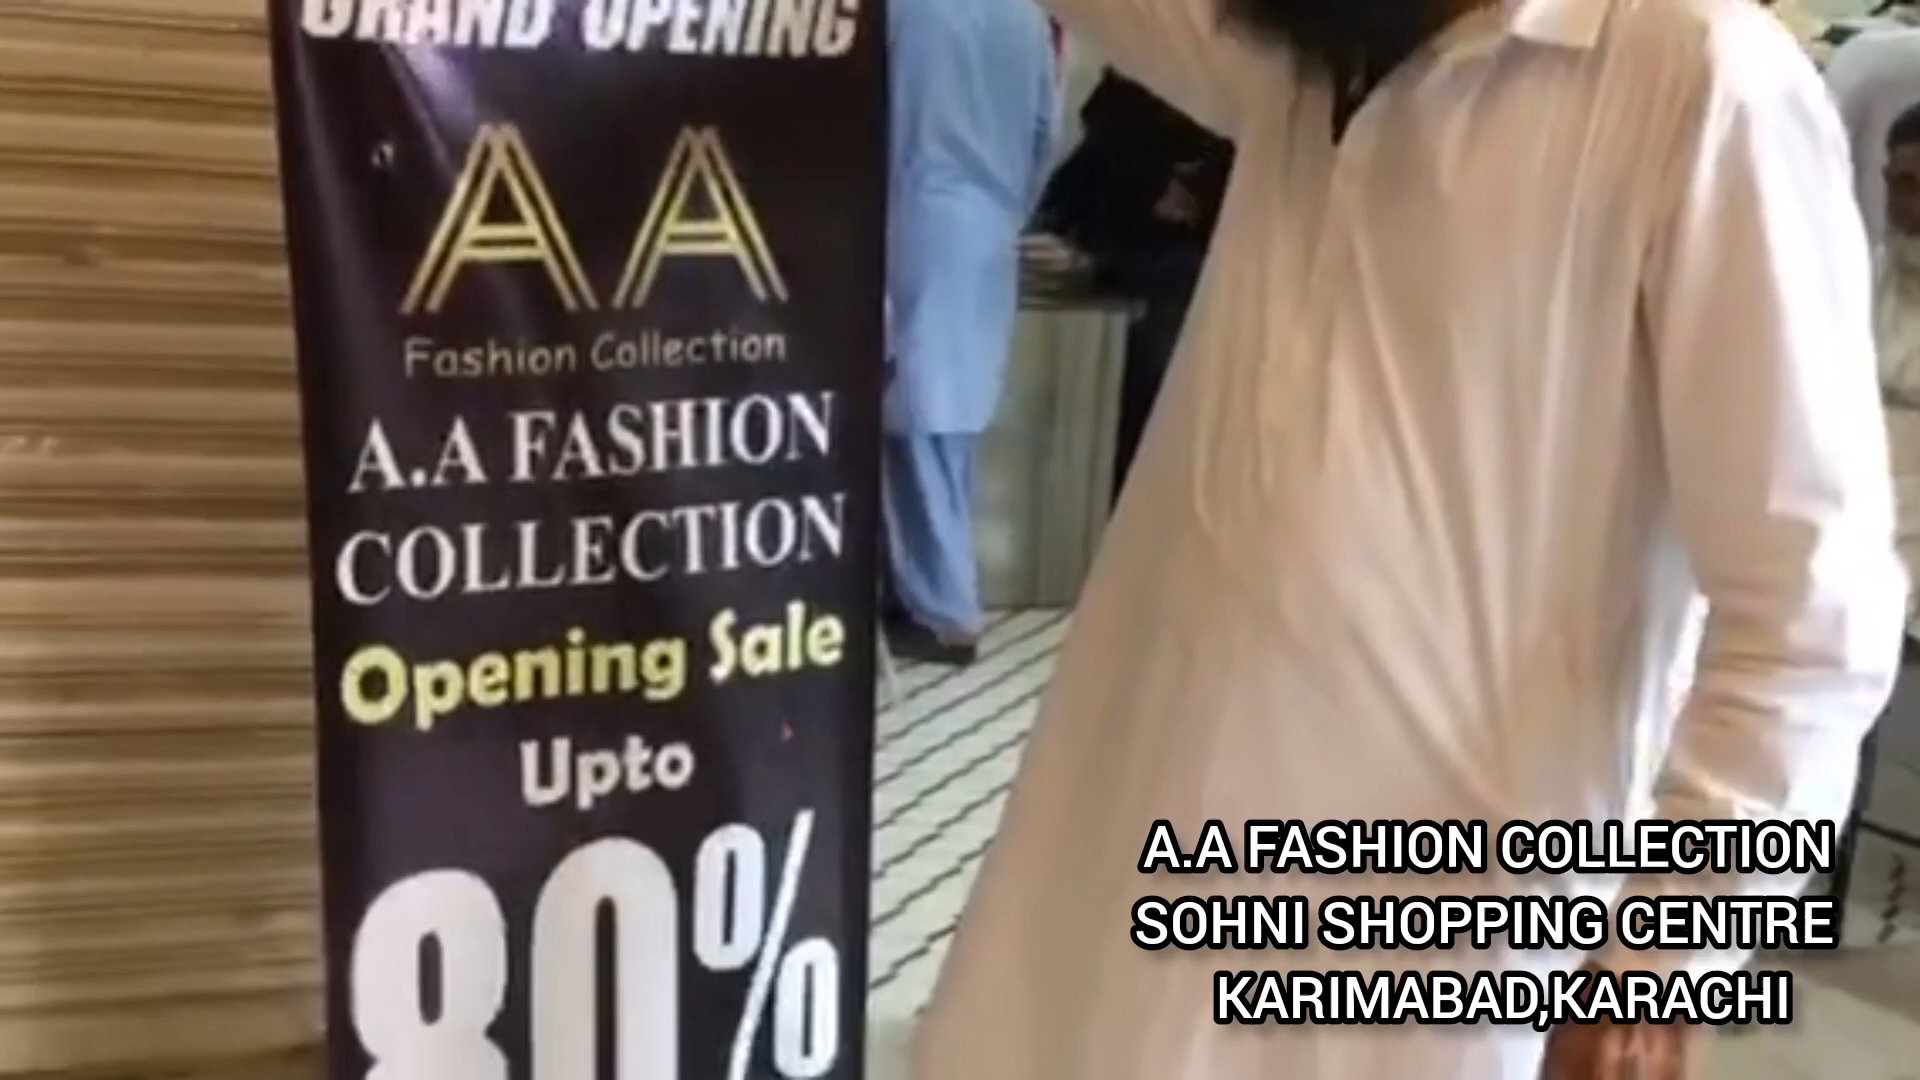 GRAND OPENING
AA
Fashion Collection
A.A FASHION
COLLECTION
Opening Sale
Upto
80%
A.A FASHION COLLECTION
SOHNI SHOPPING CENTRE
KARIMABAD,KARACHI